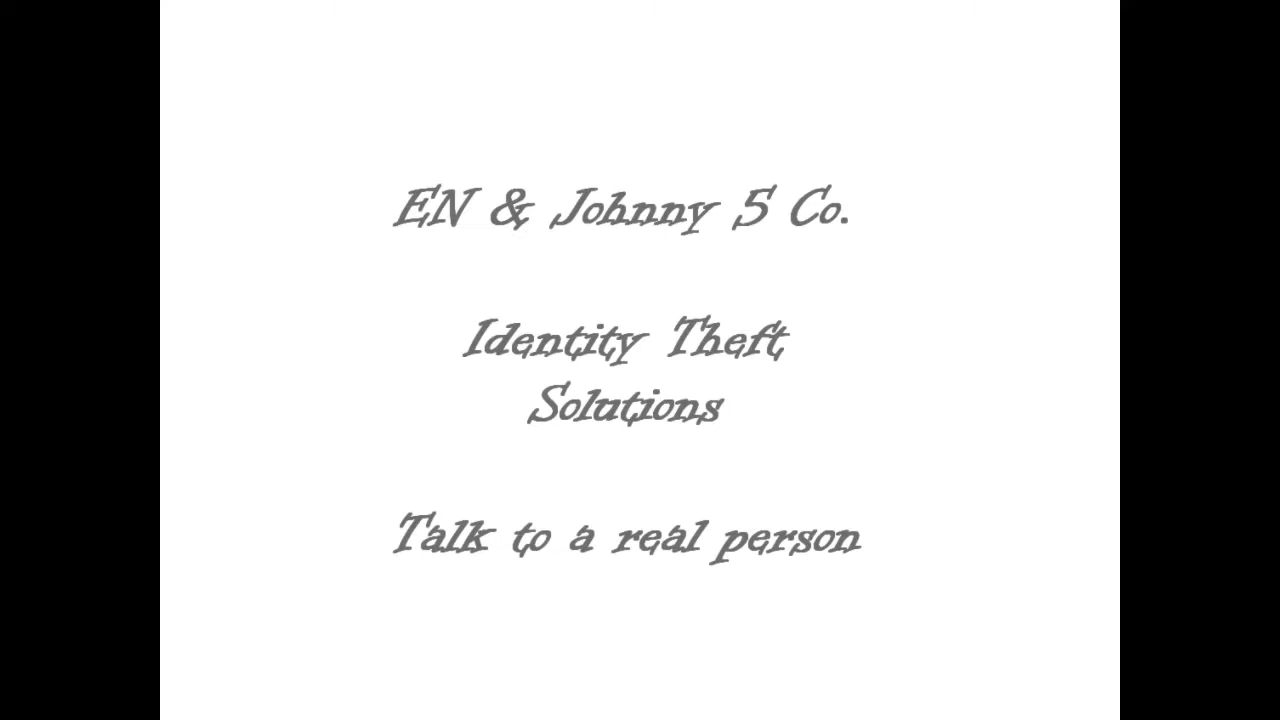 EN & Johnny 5 Co.
Identity Theft
Solutions
Talk to a real person